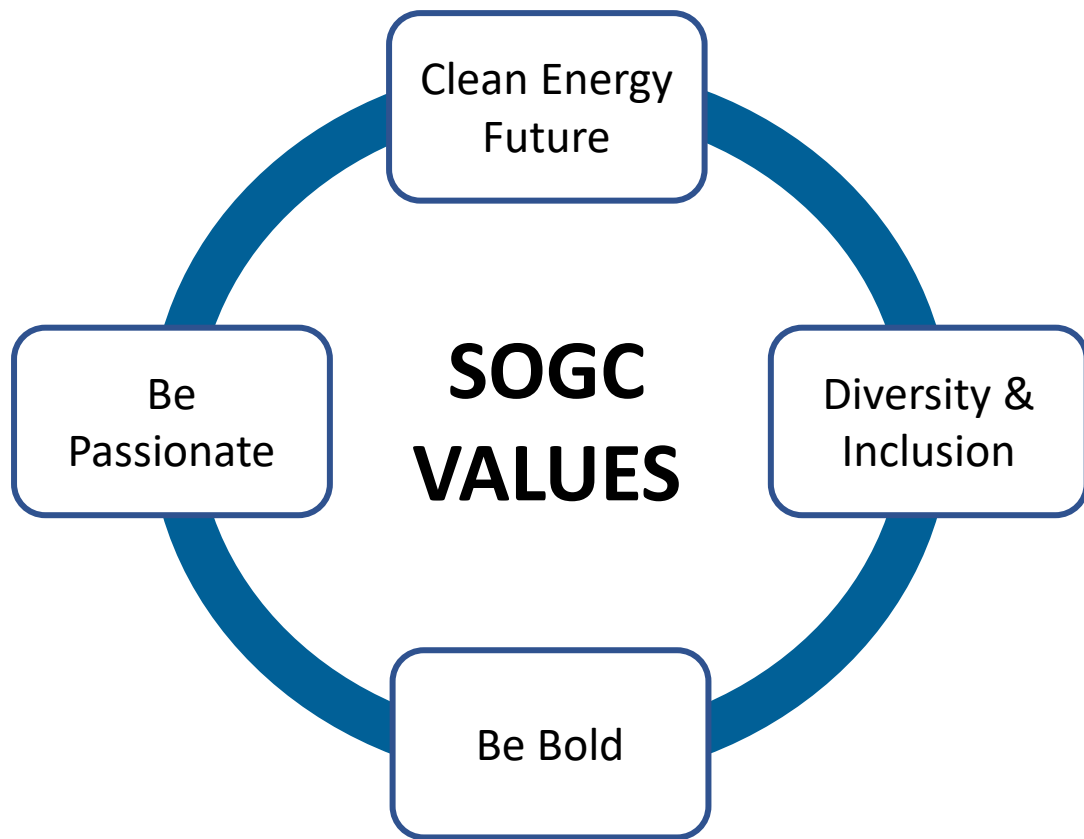 Clean Energy
Future
Be
Passionate
SOGC
VALUES
Diversity &
Inclusion
Be Bold